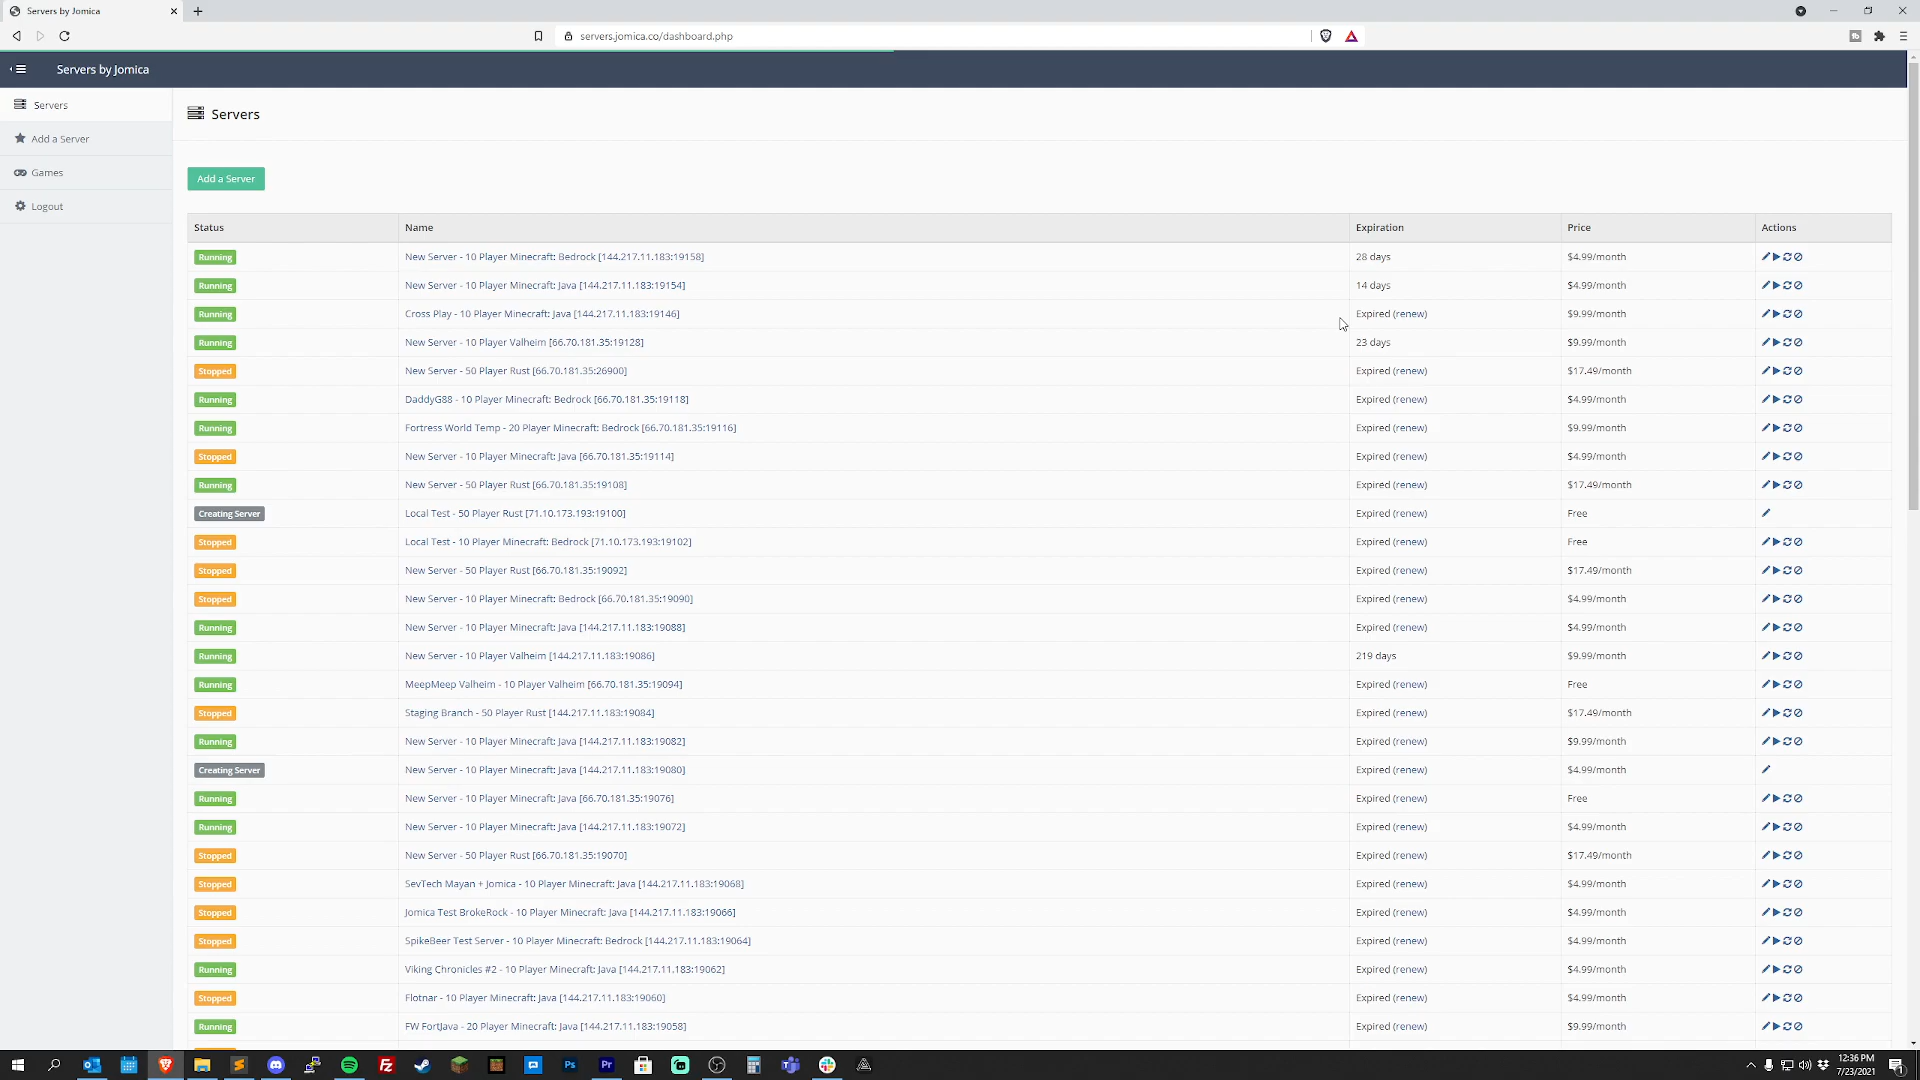 Servers by Jomica
servers.jomica.co/dashboard.php
Servers by Jomica
Servers
Add a Server
Games
Logout
Servers
Add a Server
Status Name Expiration Price Actions
Running New Server - 10 Player Minecraft: Bedrock [144.217.11.183:19158] 28 days $4.99/month
Running New Server - 10 Player Minecraft: Java [144.217.11.183:19154] 14 days $4.99/month
Running Cross Play - 10 Player Minecraft: Java [144.217.11.183:19146] Expired (renew) $9.99/month
Running New Server - 10 Player Valheim [66.70.181.35:19128] 23 days $9.99/month
Stopped New Server - 50 Player Rust [66.70.181.35:26900] Expired (renew) $17.49/month
Running DaddyG88 - 10 Player Minecraft: Bedrock [66.70.181.35:19118] Expired (renew) $4.99/month
Running Fortress World Temp - 20 Player Minecraft: Bedrock [66.70.181.35:19116] Expired (renew) $9.99/month
Stopped New Server - 10 Player Minecraft: Java [66.70.181.35:19114] Expired (renew) $4.99/month
Running New Server - 50 Player Rust [66.70.181.35:19108] Expired (renew) $17.49/month
Creating Server Local Test - 50 Player Rust [71.10.173.193:19100] Expired (renew) Free
Stopped Local Test - 10 Player Minecraft: Bedrock [71.10.173.193:19102] Expired (renew) Free
Stopped New Server - 50 Player Rust [66.70.181.35:19092] Expired (renew) $17.49/month
Stopped New Server - 10 Player Minecraft: Bedrock [66.70.181.35:19090] Expired (renew) $4.99/month
Running New Server - 10 Player Minecraft: Java [144.217.11.183:19088] Expired (renew) $4.99/month
Running New Server - 10 Player Valheim [144.217.11.183:19086] 219 days $9.99/month
Running MeepMeep Valheim - 10 Player Valheim [66.70.181.35:19094] Expired (renew) Free
Stopped Staging Branch - 50 Player Rust [144.217.11.183:19084] Expired (renew) $17.49/month
Running New Server - 10 Player Minecraft: Java [144.217.11.183:19082] Expired (renew) $9.99/month
Creating Server New Server - 10 Player Minecraft: Java [144.217.11.183:19080] Expired (renew) $4.99/month
Running New Server - 10 Player Minecraft: Java [66.70.181.35:19076] Expired (renew) Free
Running New Server - 10 Player Minecraft: Java [144.217.11.183:19072] Expired (renew) $4.99/month
Stopped New Server - 50 Player Rust [66.70.181.35:19070] Expired (renew) $17.49/month
Stopped SevTech Mayan + Jomica - 10 Player Minecraft: Java [144.217.11.183:19068] Expired (renew) $4.99/month
Stopped Jomica Test BrokeRock - 10 Player Minecraft: Java [144.217.11.183:19066] Expired (renew) $4.99/month
Stopped SpikeBeer Test Server - 10 Player Minecraft: Bedrock [144.217.11.183:19064] Expired (renew) $4.99/month
Running Viking Chronicles #2 - 10 Player Minecraft: Java [144.217.11.183:19062] Expired (renew) $4.99/month
Stopped Flotnar - 10 Player Minecraft: Java [144.217.11.183:19060] Expired (renew) $4.99/month
Running FW FortJava - 20 Player Minecraft: Java [144.217.11.183:19058] Expired (renew) $9.99/month
Ps Pr
12:36 PM
7/23/2021